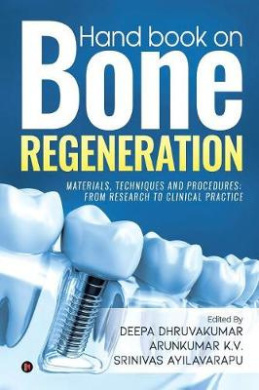 Hand book on
Bone
REGENERATION
MATERIALS, TECHNIQUES AND PROCEDURES:
FROM RESEARCH TO CLINICAL PRACTICE
Edited By
DEEPA DHRUVAKUMAR
ARUNKUMAR K.V.
SRINIVAS AYILAVARAPU